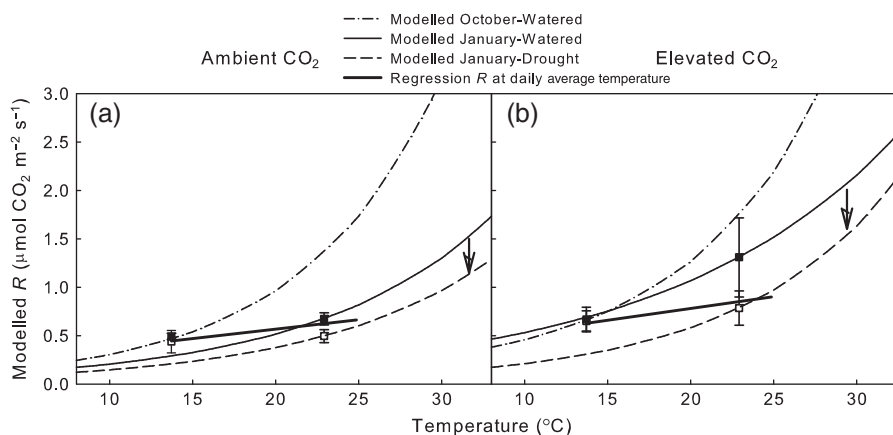 Modelled October-Watered
Modelled January-Watered
Modelled January-Drought
Regression R at daily average temperature
Ambient CO₂
Elevated CO₂
(a)
(b)
Modelled R (μmol CO₂ m⁻² s⁻¹)
3.0
2.5
2.0
1.5
1.0
0.5
0.0
10 15 20 25 30 10 15 20 25 30
Temperature (°C)